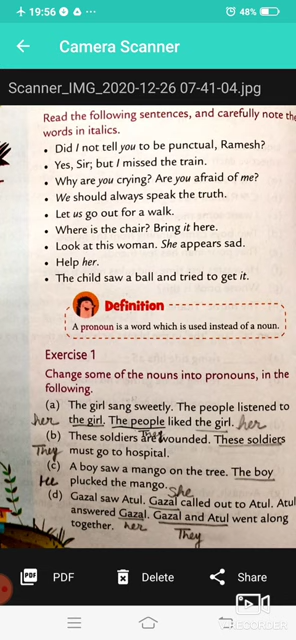 19:56 48%
Camera Scanner
Scanner_IMG_2020-12-26 07-41-04.jpg
Read the following sentences, and carefully note the
words in italics.
• Did I not tell you to be punctual, Ramesh?
• Yes, Sir; but I missed the train.
• Why are you crying? Are you afraid of me?
• We should always speak the truth.
• Let us go out for a walk.
• Where is the chair? Bring it here.
• Look at this woman. She appears sad.
• Help her.
• The child saw a ball and tried to get it.
Definition
A pronoun is a word which is used instead of a noun.
Exercise 1
Change some of the nouns into pronouns, in the
following.
(a) The girl sang sweetly. The people listened to
her the girl. The people liked the girl. her
They
(b) These soldiers are wounded. These soldiers
They must go to hospital.
(c) A boy saw a mango on the tree. The boy
He plucked the mango.
She
(d) Gazal saw Atul. Gazal called out to Atul. Atul
answered Gazal. Gazal and Atul went along
together. her They
PDF PDF Delete Share
RECORDER